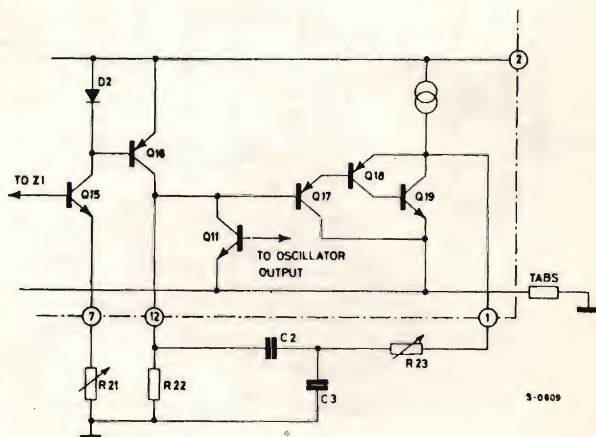 2
D2
Q16
Q18
TO Z1
Q15
Q17
Q19
Q11
TO OSCILLATOR
OUTPUT
TABS
7
12
1
C2
R23
R21
R22
C3
S-0609